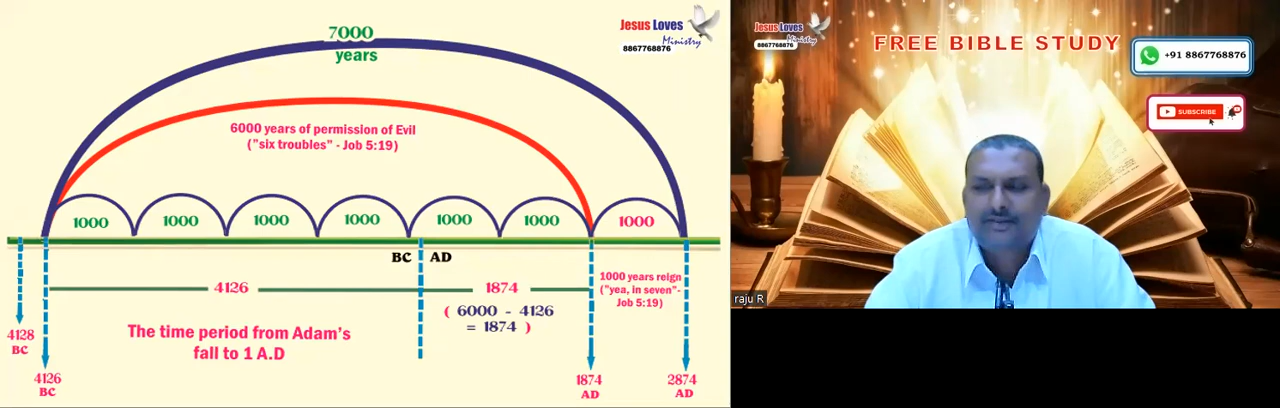 7000
years
Jesus Loves
Ministry
8867768876
6000 years of permission of Evil
("six troubles" - Job 5:19)
1000
1000
1000
1000
1000
1000
1000
BC
AD
4126
1874
( 6000 - 4126
= 1874 )
1000 years reign
("yea, in seven"-
Job 5:19)
The time period from Adam's
fall to 1 A.D
4128
BC
4126
BC
1874
AD
2874
AD
Jesus Loves
Ministry
8867768876
FREE BIBLE STUDY
+91 8867768876
SUBSCRIBE
raju R